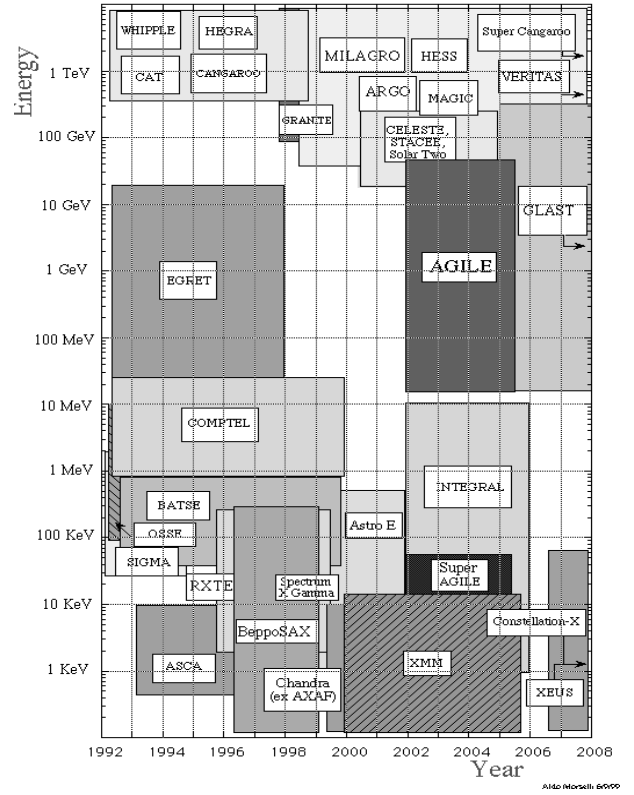 Energy
1 TeV
100 GeV
10 GeV
1 GeV
100 MeV
10 MeV
1 MeV
100 KeV
10 KeV
1 KeV
WHIPPLE
HEGRA
CAT
CANGAROO
MILAGRO
HESS
Super Cangaroo
VERITAS
ARGO
MAGIC
GRANITE
CELESTE,
STACEE,
Solar Two
GLAST
AGILE
EGRET
COMPTEL
INTEGRAL
BATSE
OSSE
SIGMA
Astro E
RXTE
Spectrum
X Gamma
Super
AGILE
BeppoSAX
Constellation-X
ASCA
XMM
Chandra
(ex AXAF)
XEUS
1992 1994 1996 1998 2000 2002 2004 2006 2008
Year
Aldo Morselli 6/9/99